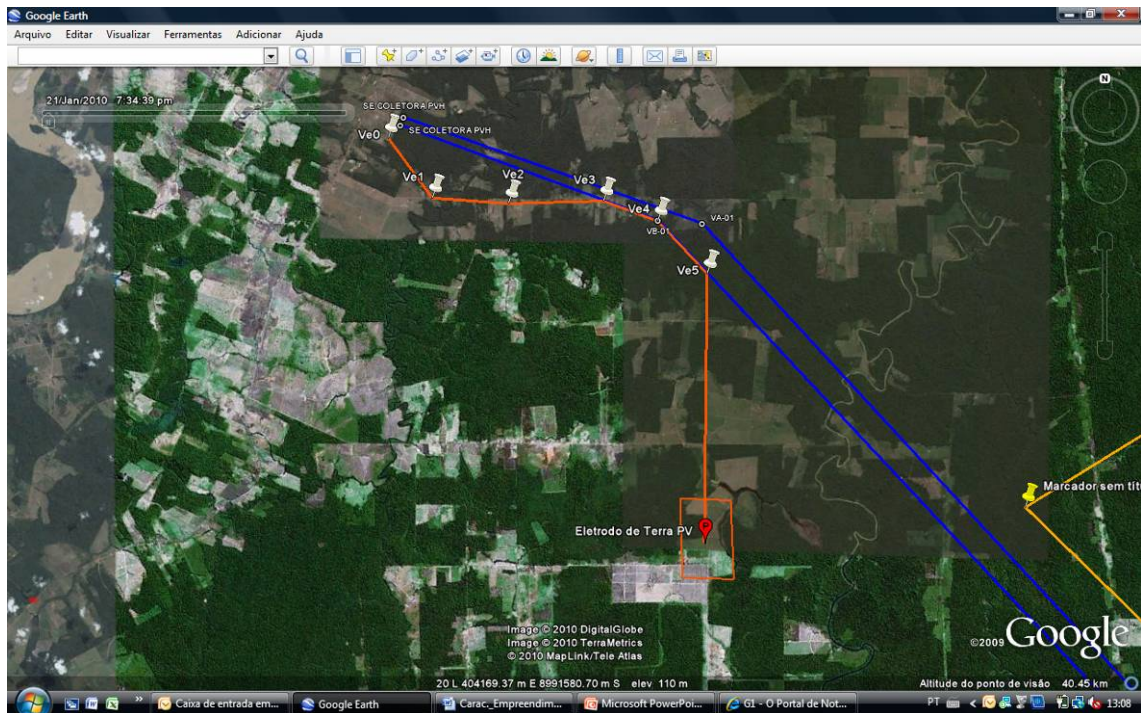 Google Earth
Arquivo Editar Visualizar Ferramentas Adicionar Ajuda
21/Jan/2010 7:34:39 pm
N
SE COLETORA PVH
SE COLETORA PVH
Ve0
Ve1
Ve2
Ve3
Ve4
VB-01
VA-01
Ve5
Marcador sem tít
Eletrodo de Terra PV
P
Image © 2010 DigitalGlobe
Image © 2010 TerraMetrics
© 2010 MapLink/Tele Atlas
©2009 Google
20 L 404169.37 m E 8991580.70 m S elev 110 m
Altitude do ponto de visão 40.45 km
Caixa de entrada em...
Google Earth
Carac._Empreendim...
Microsoft PowerPoi...
G1 - O Portal de Not...
PT
13:08